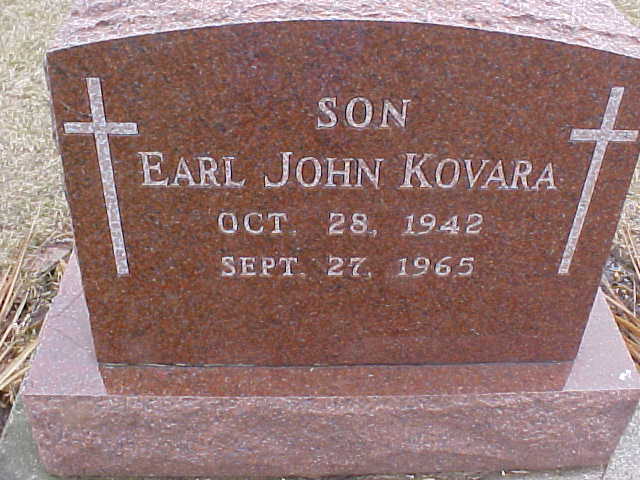 SON
EARL JOHN KOVARA
OCT. 28, 1942
SEPT. 27, 1965